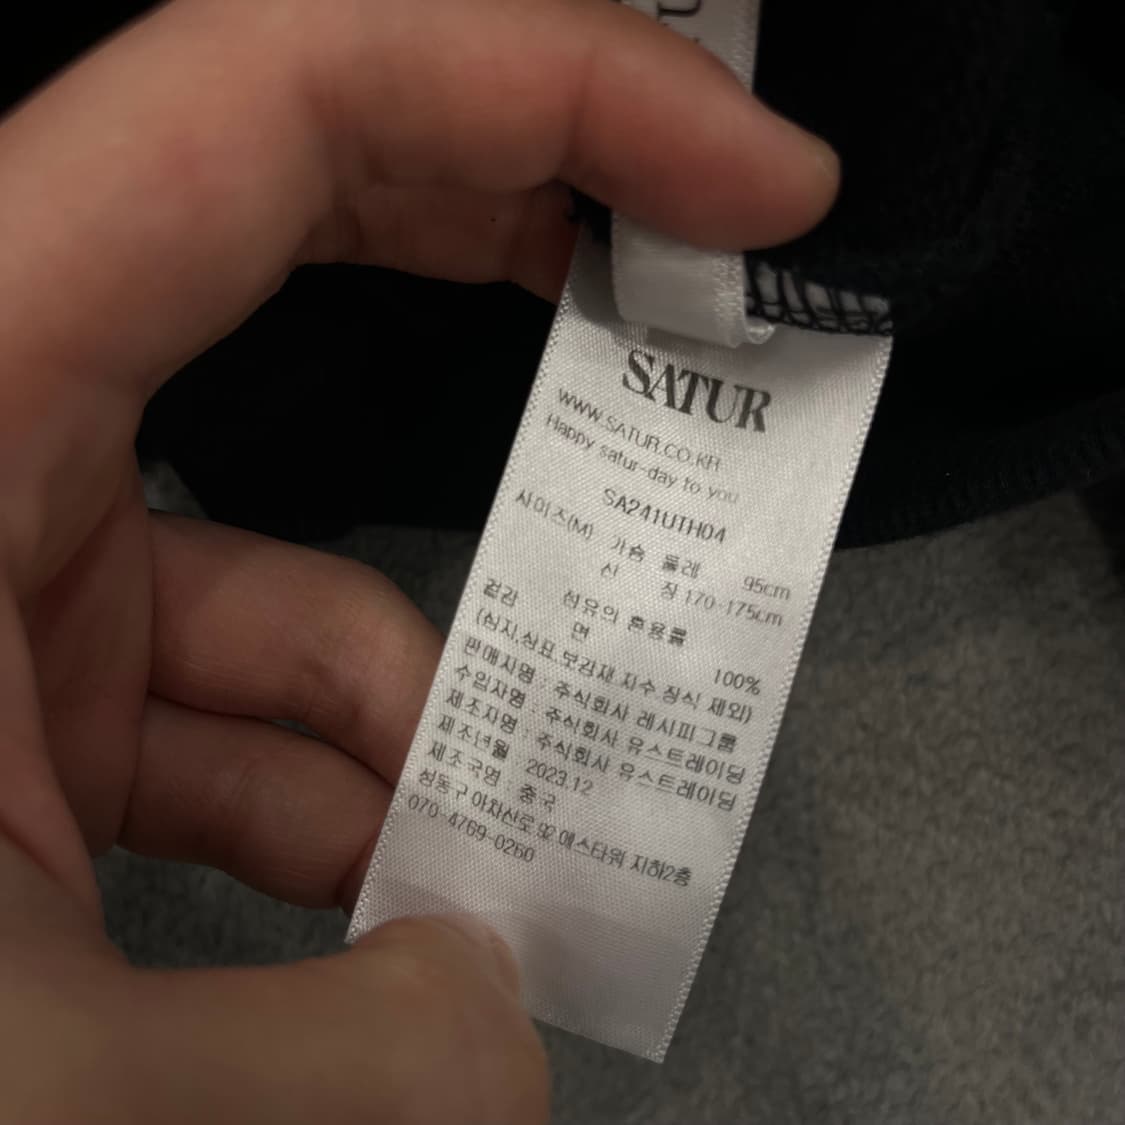 SATUR
WWW.SATUR.CO.KR
Happy satur-day to you
SA241UTH04
사이즈(M) 가슴 둘레 95cm
신 장 170-175cm
섬유의 혼용률
겉감 면 100%
(심지,상표,보강재 자수 장식 제외)
판매자명 : 주식회사 레시피그룹
수입자명 : 주식회사 유스트레이딩
제조자명 : 주식회사 유스트레이딩
제조년월 2023.12
제조국명 중국
성동구 아차산로 에스타워 지하2층
070-4769-0260